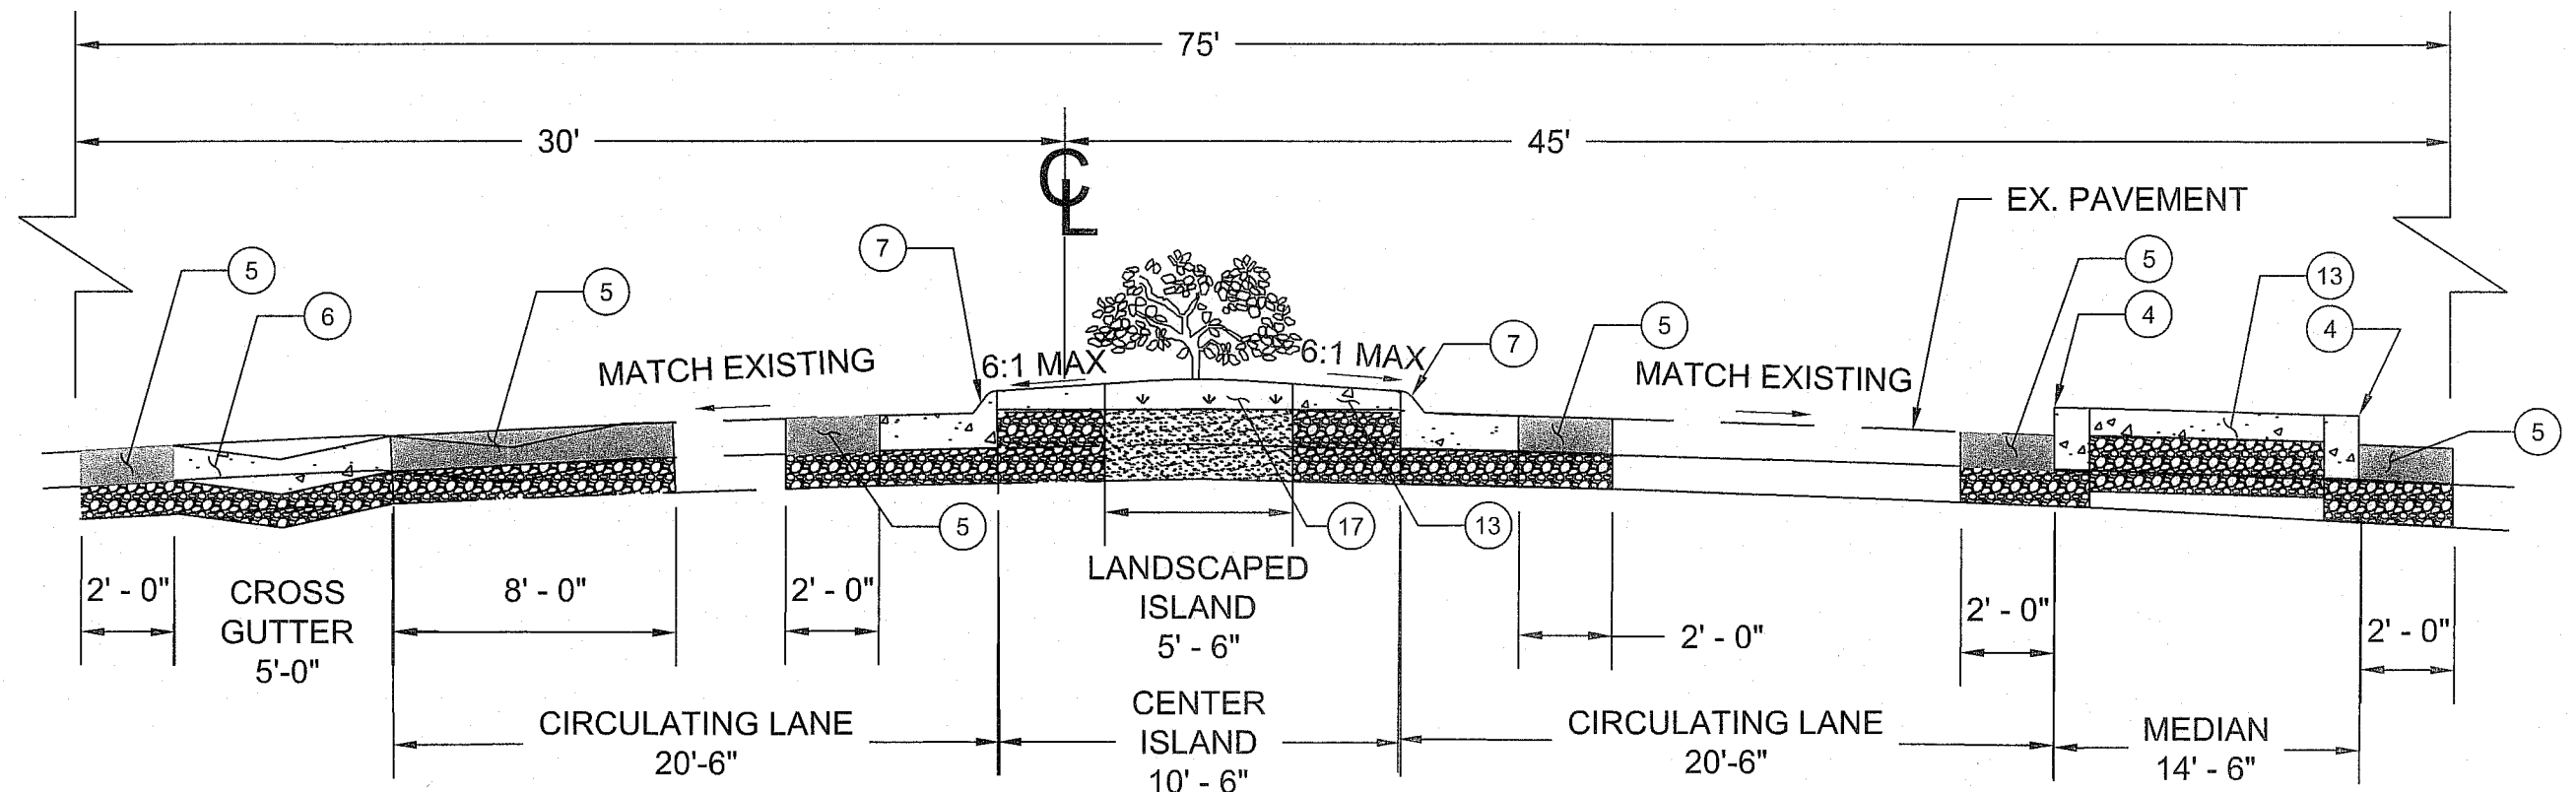 75'
30'
45'
CL
EX. PAVEMENT
7
5
5
5
13
6
4
5
4
7
MATCH EXISTING
6:1 MAX
6:1 MAX
MATCH EXISTING
5
5
17
13
2' - 0"
CROSS
GUTTER
5'-0"
8' - 0"
2' - 0"
LANDSCAPED
ISLAND
5' - 6"
2' - 0"
2' - 0"
2' - 0"
CIRCULATING LANE
20'-6"
CENTER
ISLAND
10' - 6"
CIRCULATING LANE
20'-6"
MEDIAN
14' - 6"